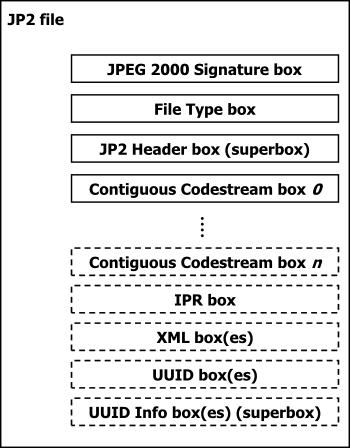 JP2 file
JPEG 2000 Signature box
File Type box
JP2 Header box (superbox)
Contiguous Codestream box 0
Contiguous Codestream box n
IPR box
XML box(es)
UUID box(es)
UUID Info box(es) (superbox)